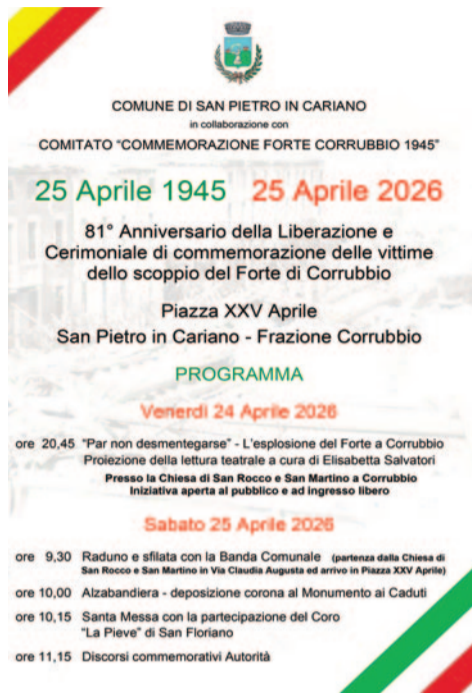 COMUNE DI SAN PIETRO IN CARIANO
in collaborazione con
COMITATO "COMMEMORAZIONE FORTE CORRUBBIO 1945"
25 Aprile 1945 25 Aprile 2026
81° Anniversario della Liberazione e
Cerimoniale di commemorazione delle vittime
dello scoppio del Forte di Corrubbio
Piazza XXV Aprile
San Pietro in Cariano - Frazione Corrubbio
PROGRAMMA
Venerdì 24 Aprile 2026
ore 20,45 "Par non desmentegarse" - L'esplosione del Forte a Corrubbio
Proiezione della lettura teatrale a cura di Elisabetta Salvatori
Presso la Chiesa di San Rocco e San Martino a Corrubbio
Iniziativa aperta al pubblico e ad ingresso libero
Sabato 25 Aprile 2026
ore 9,30 Raduno e sfilata con la Banda Comunale (partenza dalla Chiesa di
San Rocco e San Martino in Via Claudia Augusta ed arrivo in Piazza XXV Aprile)
ore 10,00 Alzabandiera - deposizione corona al Monumento ai Caduti
ore 10,15 Santa Messa con la partecipazione del Coro
"La Pieve" di San Floriano
ore 11,15 Discorsi commemorativi Autorità